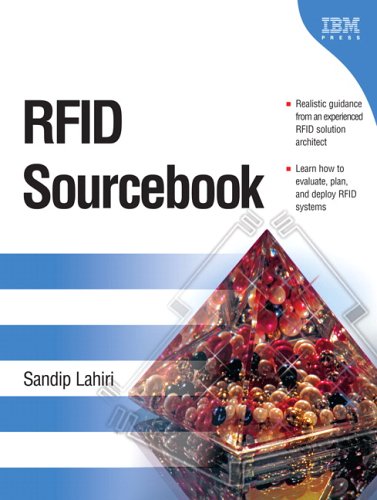 IBM
PRESS
RFID
Sourcebook
Realistic guidance
from an experienced
RFID solution
architect
Learn how to
evaluate, plan,
and deploy RFID
systems
Sandip Lahiri